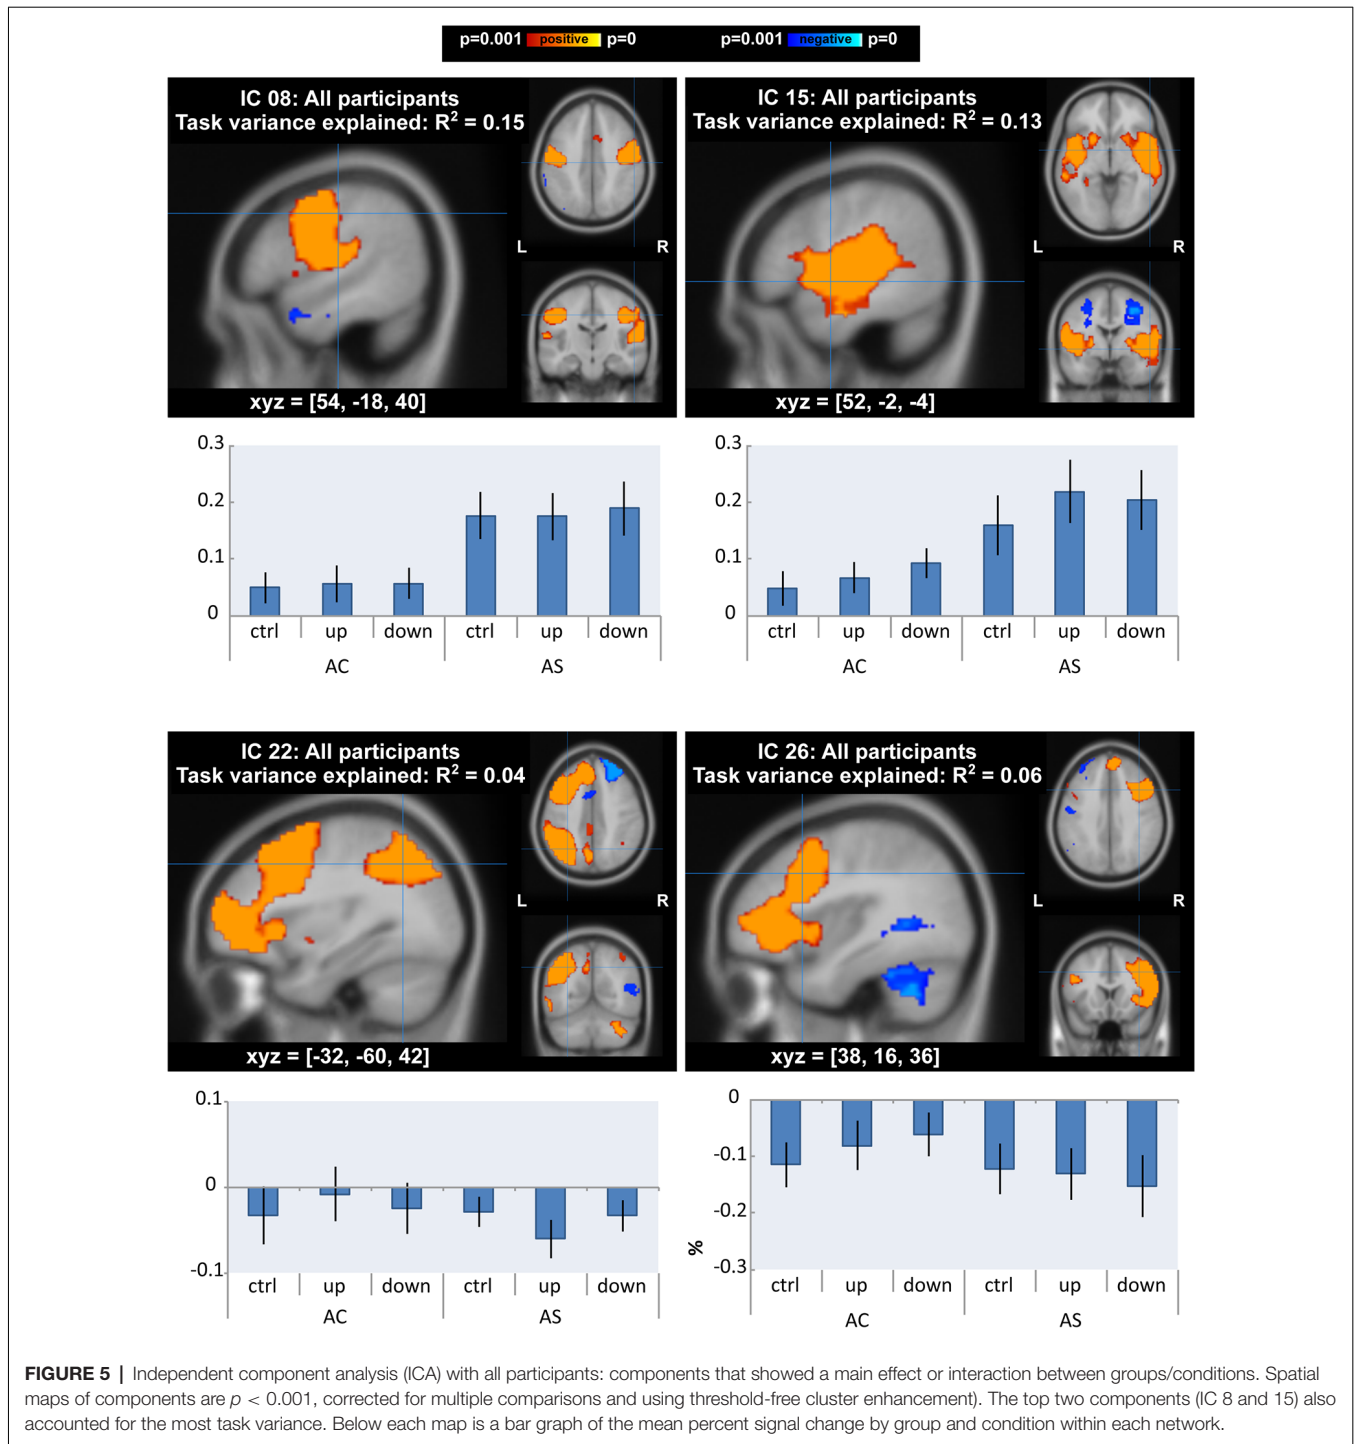 p=0.001 positive p=0 p=0.001 negative p=0
IC 08: All participants
Task variance explained: R² = 0.15
L R
xyz = [54, -18, 40]
IC 15: All participants
Task variance explained: R² = 0.13
L R
xyz = [52, -2, -4]
0.3
0.2
0.1
0
ctrl up down ctrl up down
AC AS
0.3
0.2
0.1
0
ctrl up down ctrl up down
AC AS
IC 22: All participants
Task variance explained: R² = 0.04
L R
xyz = [-32, -60, 42]
IC 26: All participants
Task variance explained: R² = 0.06
L R
xyz = [38, 16, 36]
0.1
0
-0.1
ctrl up down ctrl up down
AC AS
0
-0.1
-0.2
%
-0.3
ctrl up down ctrl up down
AC AS
FIGURE 5 | Independent component analysis (ICA) with all participants: components that showed a main effect or interaction between groups/conditions. Spatial
maps of components are p < 0.001, corrected for multiple comparisons and using threshold-free cluster enhancement). The top two components (IC 8 and 15) also
accounted for the most task variance. Below each map is a bar graph of the mean percent signal change by group and condition within each network.